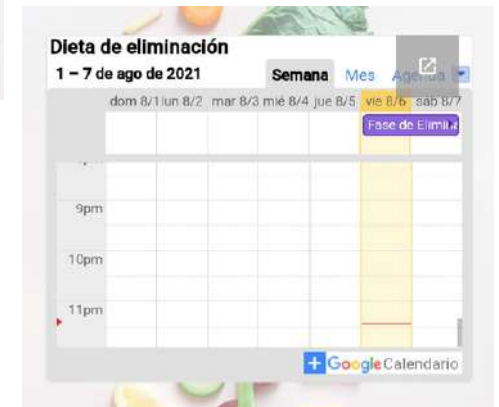 Dieta de eliminación
1 – 7 de ago de 2021 Semana Mes Agenda
dom 8/1 lun 8/2 mar 8/3 mié 8/4 jue 8/5 vie 8/6 sáb 8/7
Fase de Elimina
9pm
10pm
11pm
Google Calendario